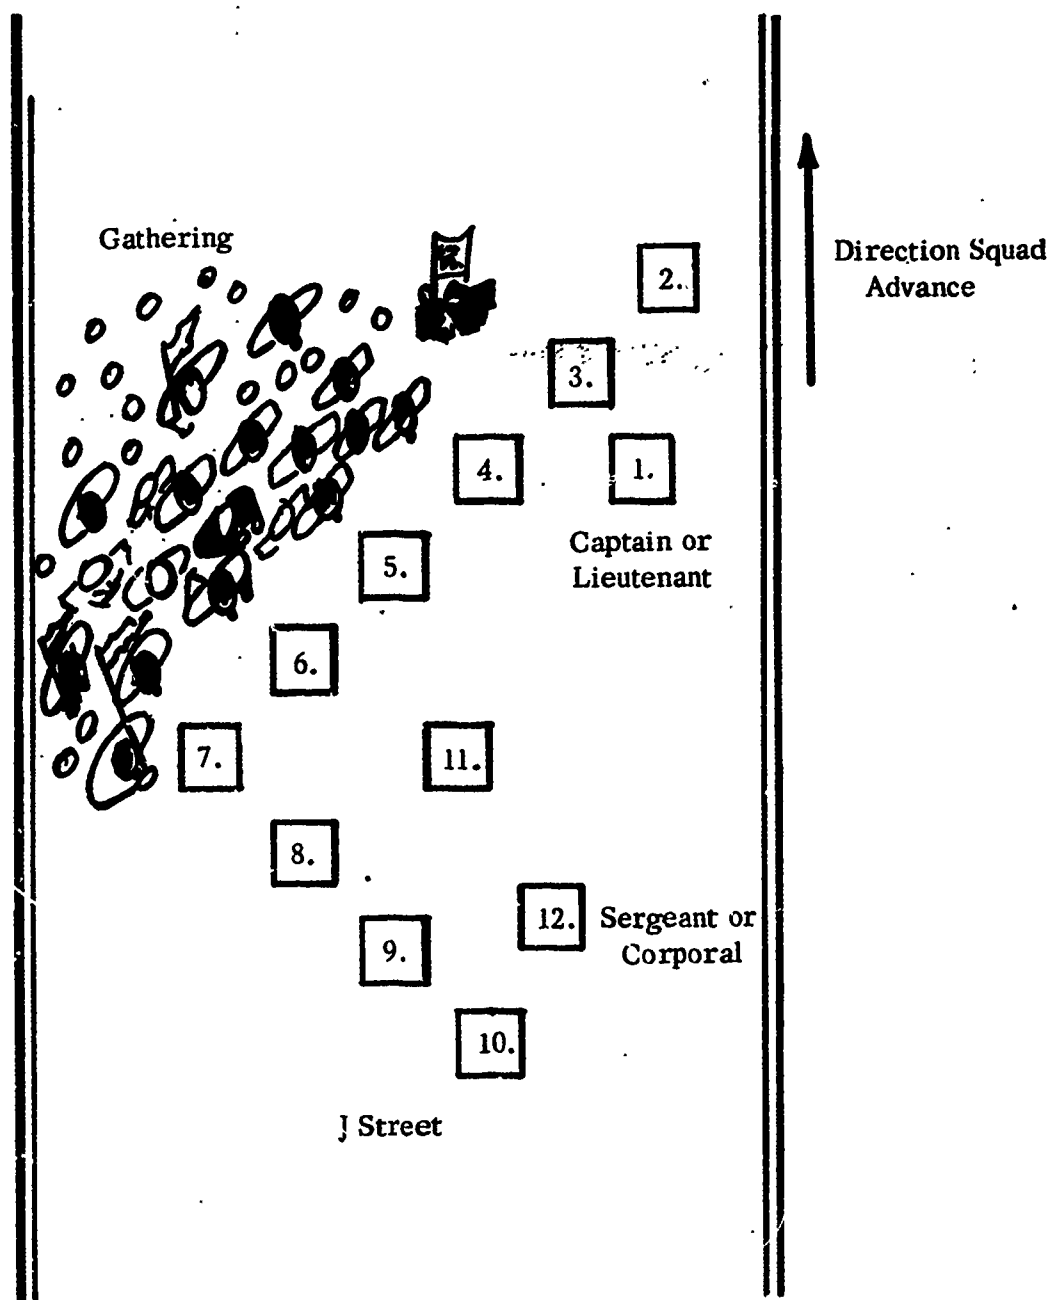 Gathering
Direction Squad
Advance
2.
3.
4.
1.
Captain or
Lieutenant
5.
6.
7.
11.
8.
12.
Sergeant or
Corporal
9.
10.
J Street